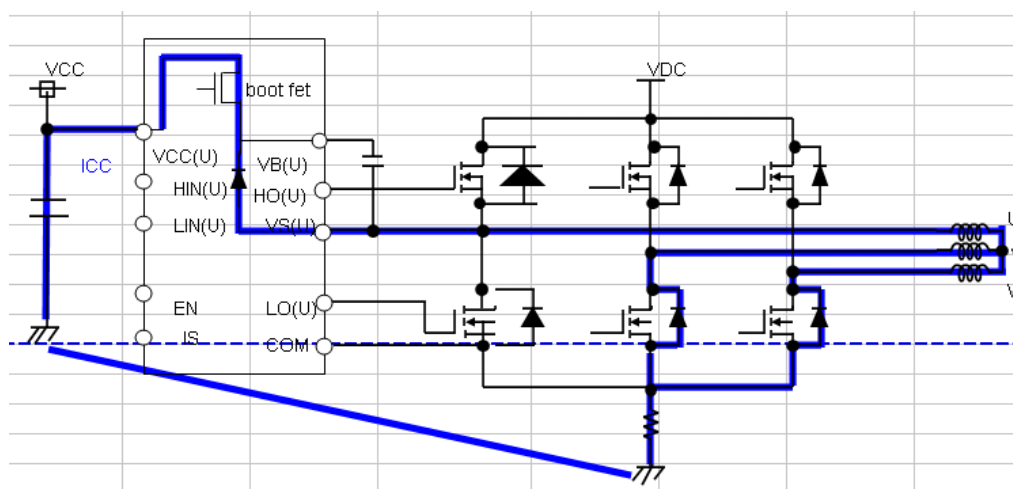 VCC
boot fet
VDC
ICC
VCC(U)
VB(U)
HIN(U)
HO(U)
LIN(U)
VS(U)
U
EN
LO(U)
IS
COM